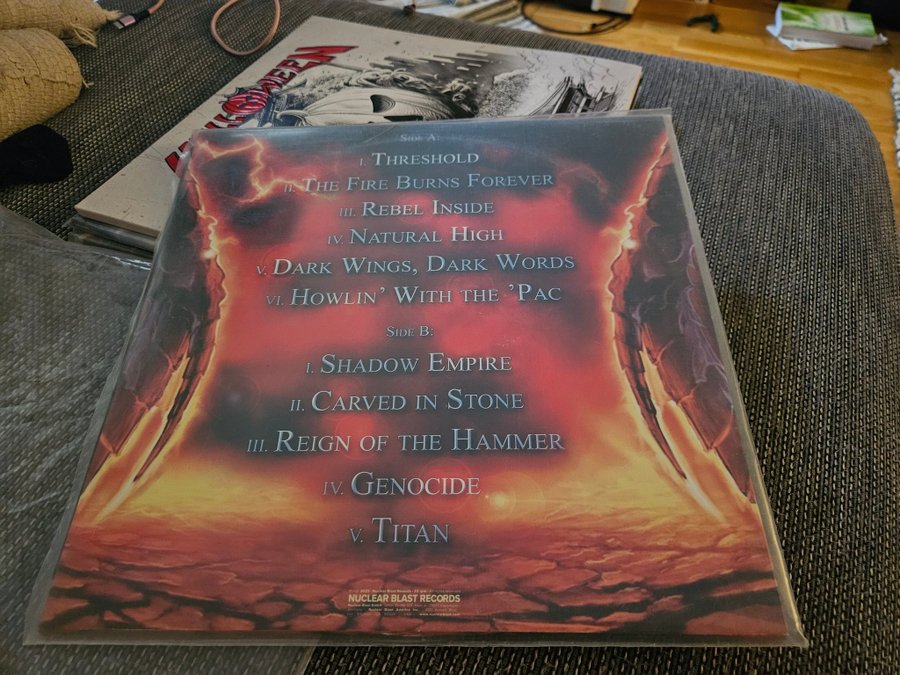 HELLOWEEN
SIDE A:
I. THRESHOLD
II. THE FIRE BURNS FOREVER
III. REBEL INSIDE
IV. NATURAL HIGH
V. DARK WINGS, DARK WORDS
VI. HOWLIN' WITH THE 'PAC
SIDE B:
I. SHADOW EMPIRE
II. CARVED IN STONE
III. REIGN OF THE HAMMER
IV. GENOCIDE
V. TITAN
NUCLEAR BLAST RECORDS